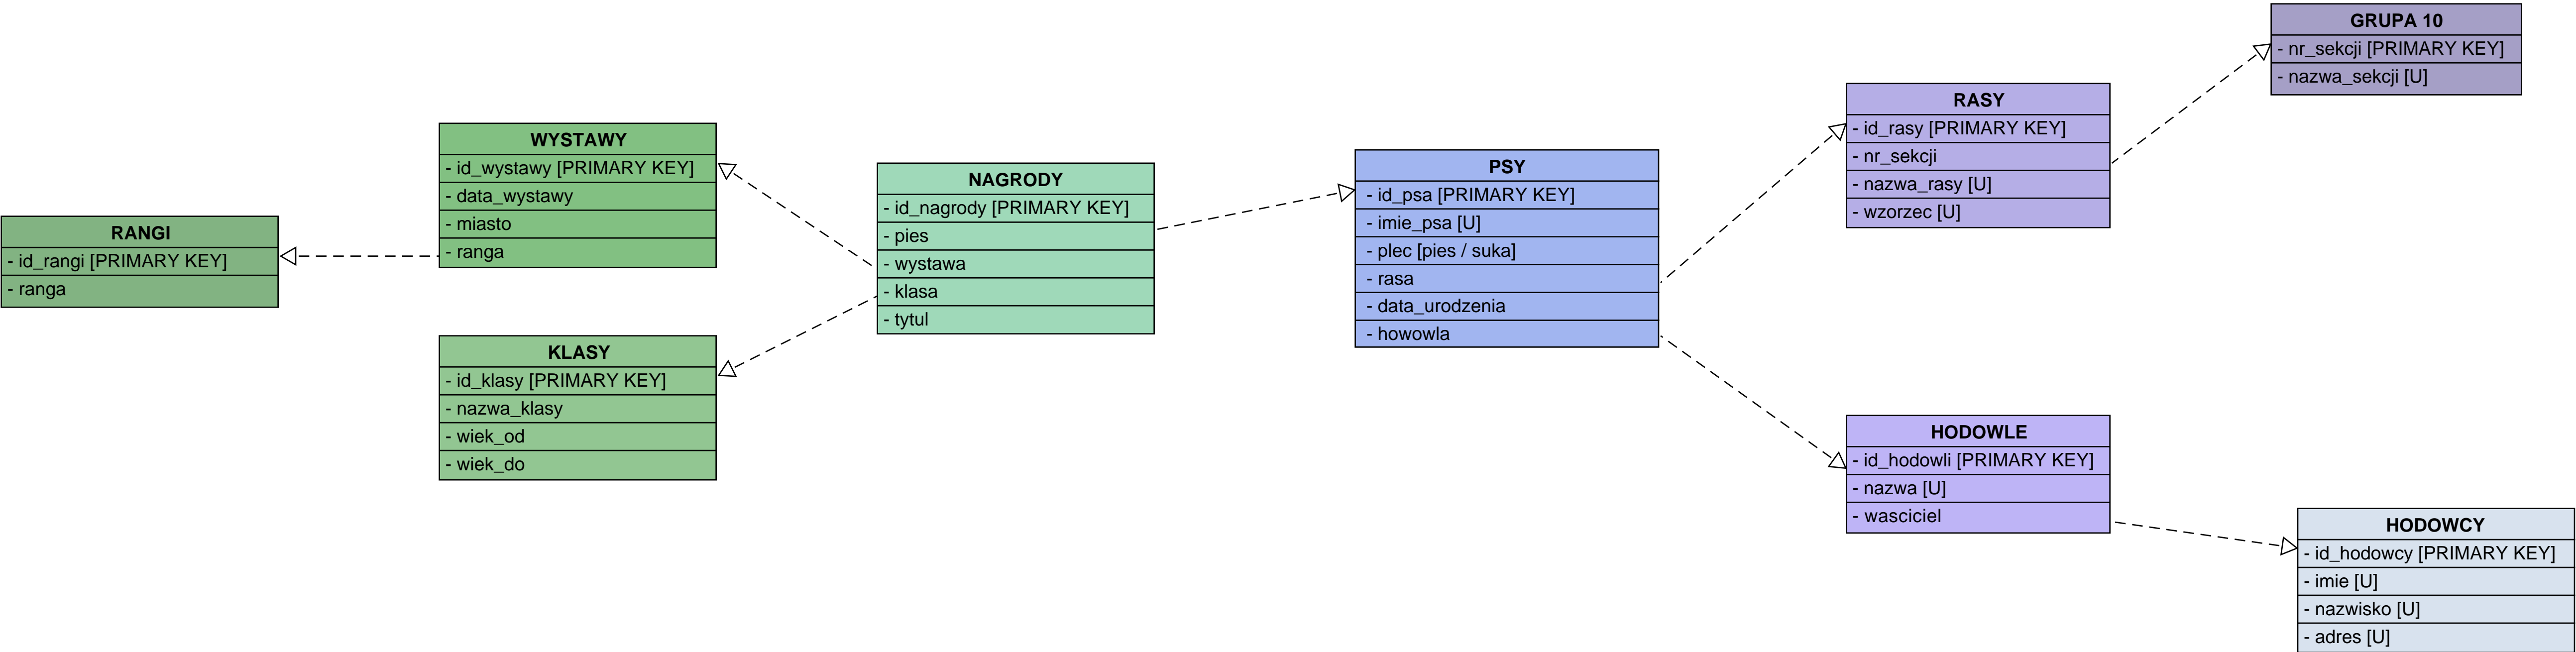 RANGI
- id_rangi [PRIMARY KEY]
- ranga
WYSTAWY
- id_wystawy [PRIMARY KEY]
- data_wystawy
- miasto
- ranga
KLASY
- id_klasy [PRIMARY KEY]
- nazwa_klasy
- wiek_od
- wiek_do
NAGRODY
- id_nagrody [PRIMARY KEY]
- pies
- wystawa
- klasa
- tytul
PSY
- id_psa [PRIMARY KEY]
- imie_psa [U]
- plec [pies / suka]
- rasa
- data_urodzenia
- howowla
RASY
- id_rasy [PRIMARY KEY]
- nr_sekcji
- nazwa_rasy [U]
- wzorzec [U]
GRUPA 10
- nr_sekcji [PRIMARY KEY]
- nazwa_sekcji [U]
HODOWLE
- id_hodowli [PRIMARY KEY]
- nazwa [U]
- wasciciel
HODOWCY
- id_hodowcy [PRIMARY KEY]
- imie [U]
- nazwisko [U]
- adres [U]